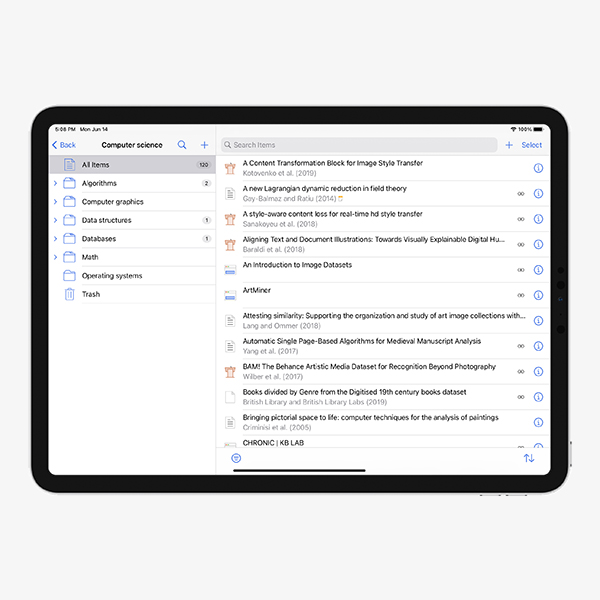 5:08 PM Mon Jun 14
100%
Back
Computer science
All Items
120
Algorithms
2
Computer graphics
Data structures
1
Databases
1
Math
Operating systems
Trash
Search Items
Select
A Content Transformation Block for Image Style Transfer
Kotovenko et al. (2019)
A new Lagrangian dynamic reduction in field theory
Gay-Balmaz and Ratiu (2014)
A style-aware content loss for real-time hd style transfer
Sanakoyeu et al. (2018)
Aligning Text and Document Illustrations: Towards Visually Explainable Digital Hu...
Baraldi et al. (2018)
An Introduction to Image Datasets
ArtMiner
Attesting similarity: Supporting the organization and study of art image collections with...
Lang and Ommer (2018)
Automatic Single Page-Based Algorithms for Medieval Manuscript Analysis
Yang et al. (2017)
BAM! The Behance Artistic Media Dataset for Recognition Beyond Photography
Wilber et al. (2017)
Books divided by Genre from the Digitised 19th century books dataset
British Library and British Library Labs (2019)
Bringing pictorial space to life: computer techniques for the analysis of paintings
Criminisi et al. (2005)
CHRONIC | KB LAB